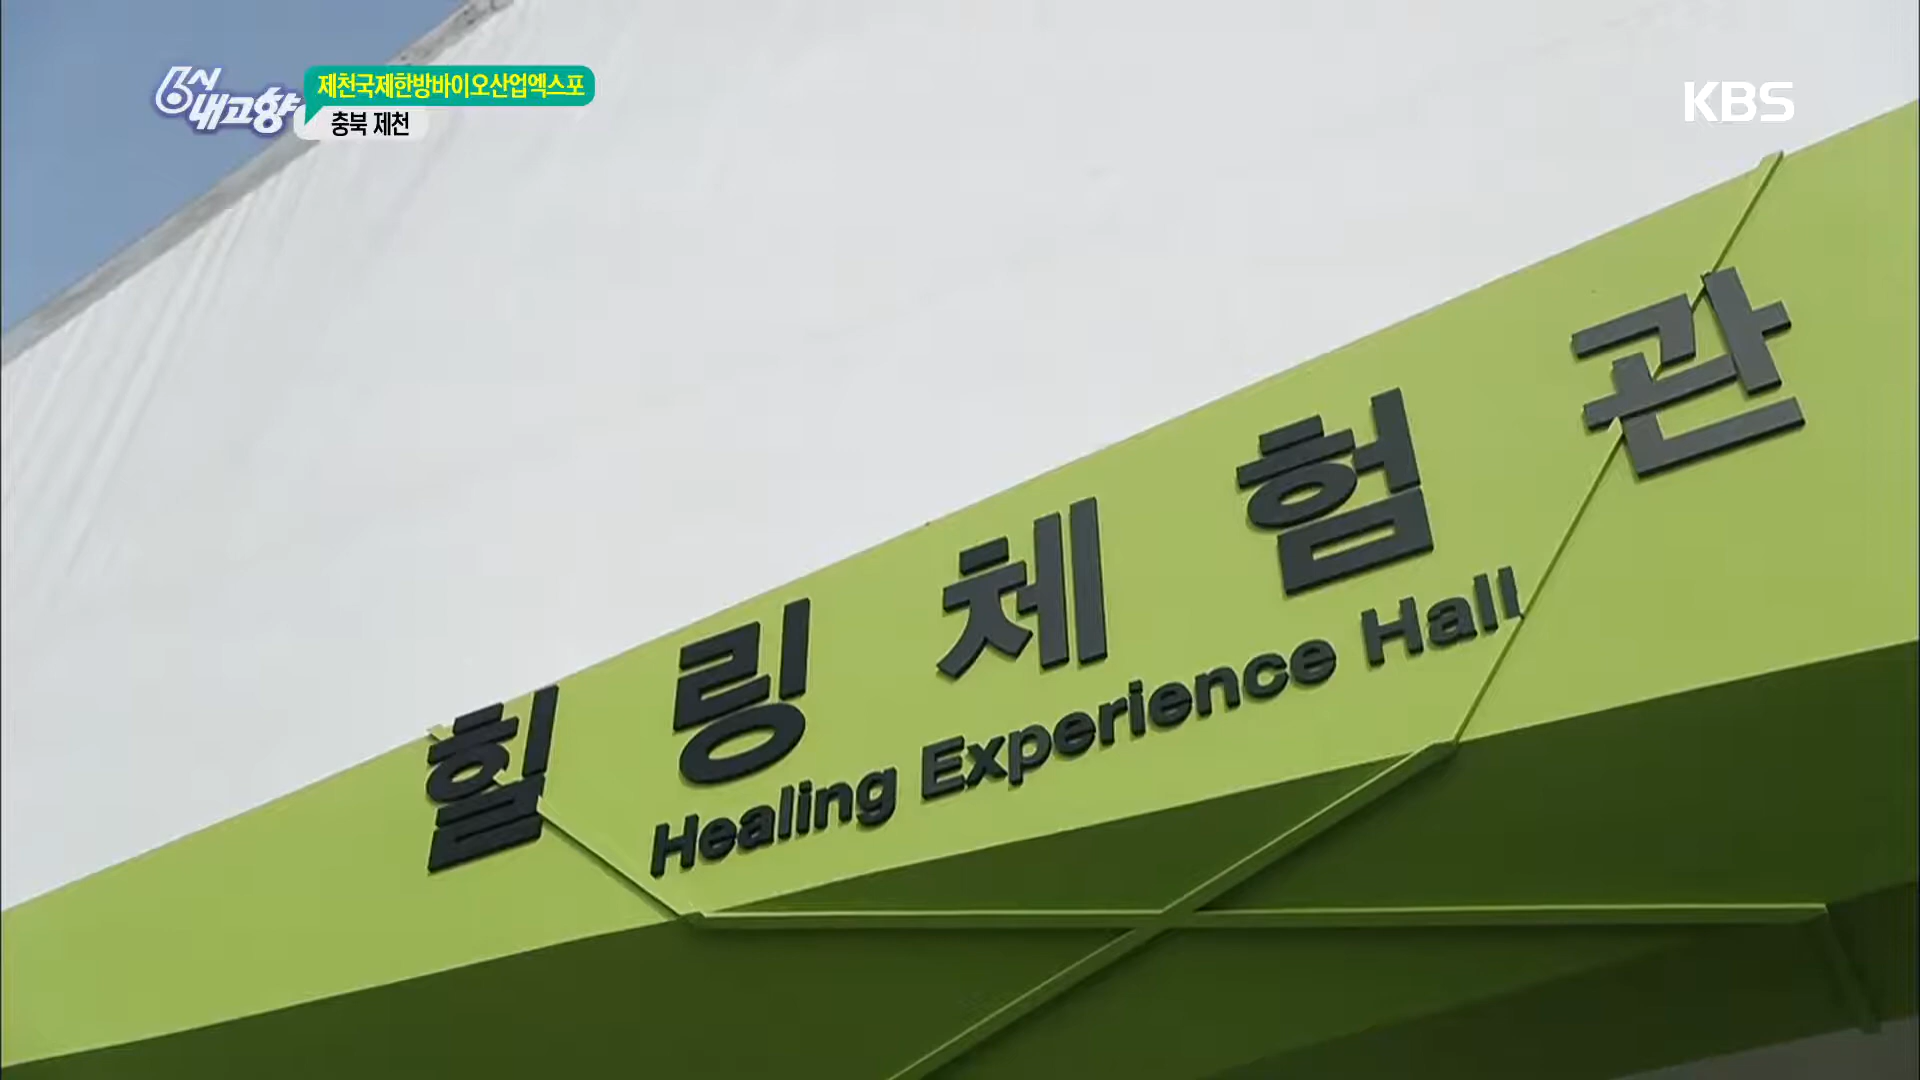 6시
내고향
제천국제한방바이오산업엑스포
충북 제천
KBS
힐링체험관
Healing Experience Hall